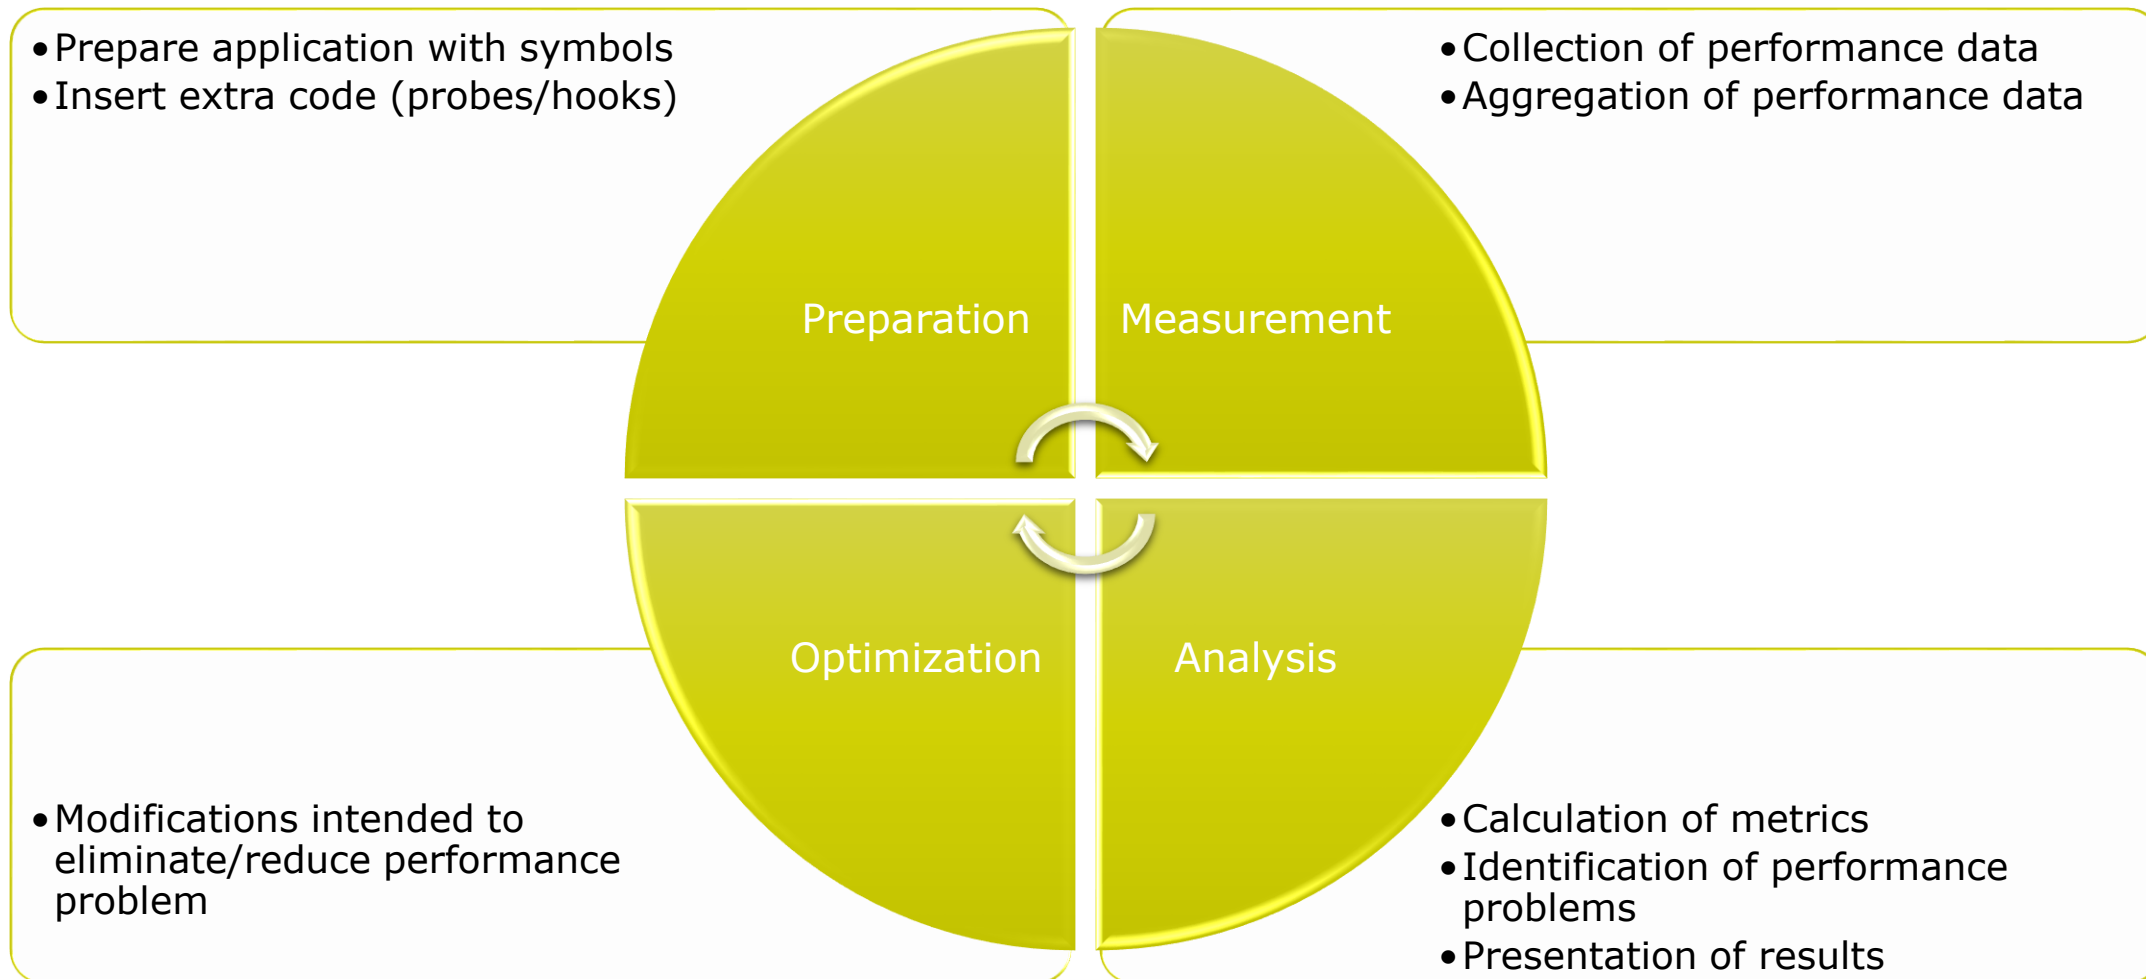 •Prepare application with symbols
•Insert extra code (probes/hooks)
•Collection of performance data
•Aggregation of performance data
Preparation
Measurement
Optimization
Analysis
•Modifications intended to
eliminate/reduce performance
problem
•Calculation of metrics
•Identification of performance
problems
•Presentation of results